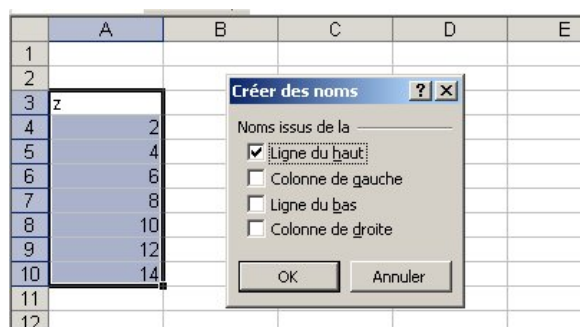 A B C D E
1
2
3 z
4 2
5 4
6 6
7 8
8 10
9 12
10 14
11
12
Créer des noms
Noms issus de la
Ligne du haut
Colonne de gauche
Ligne du bas
Colonne de droite
OK Annuler